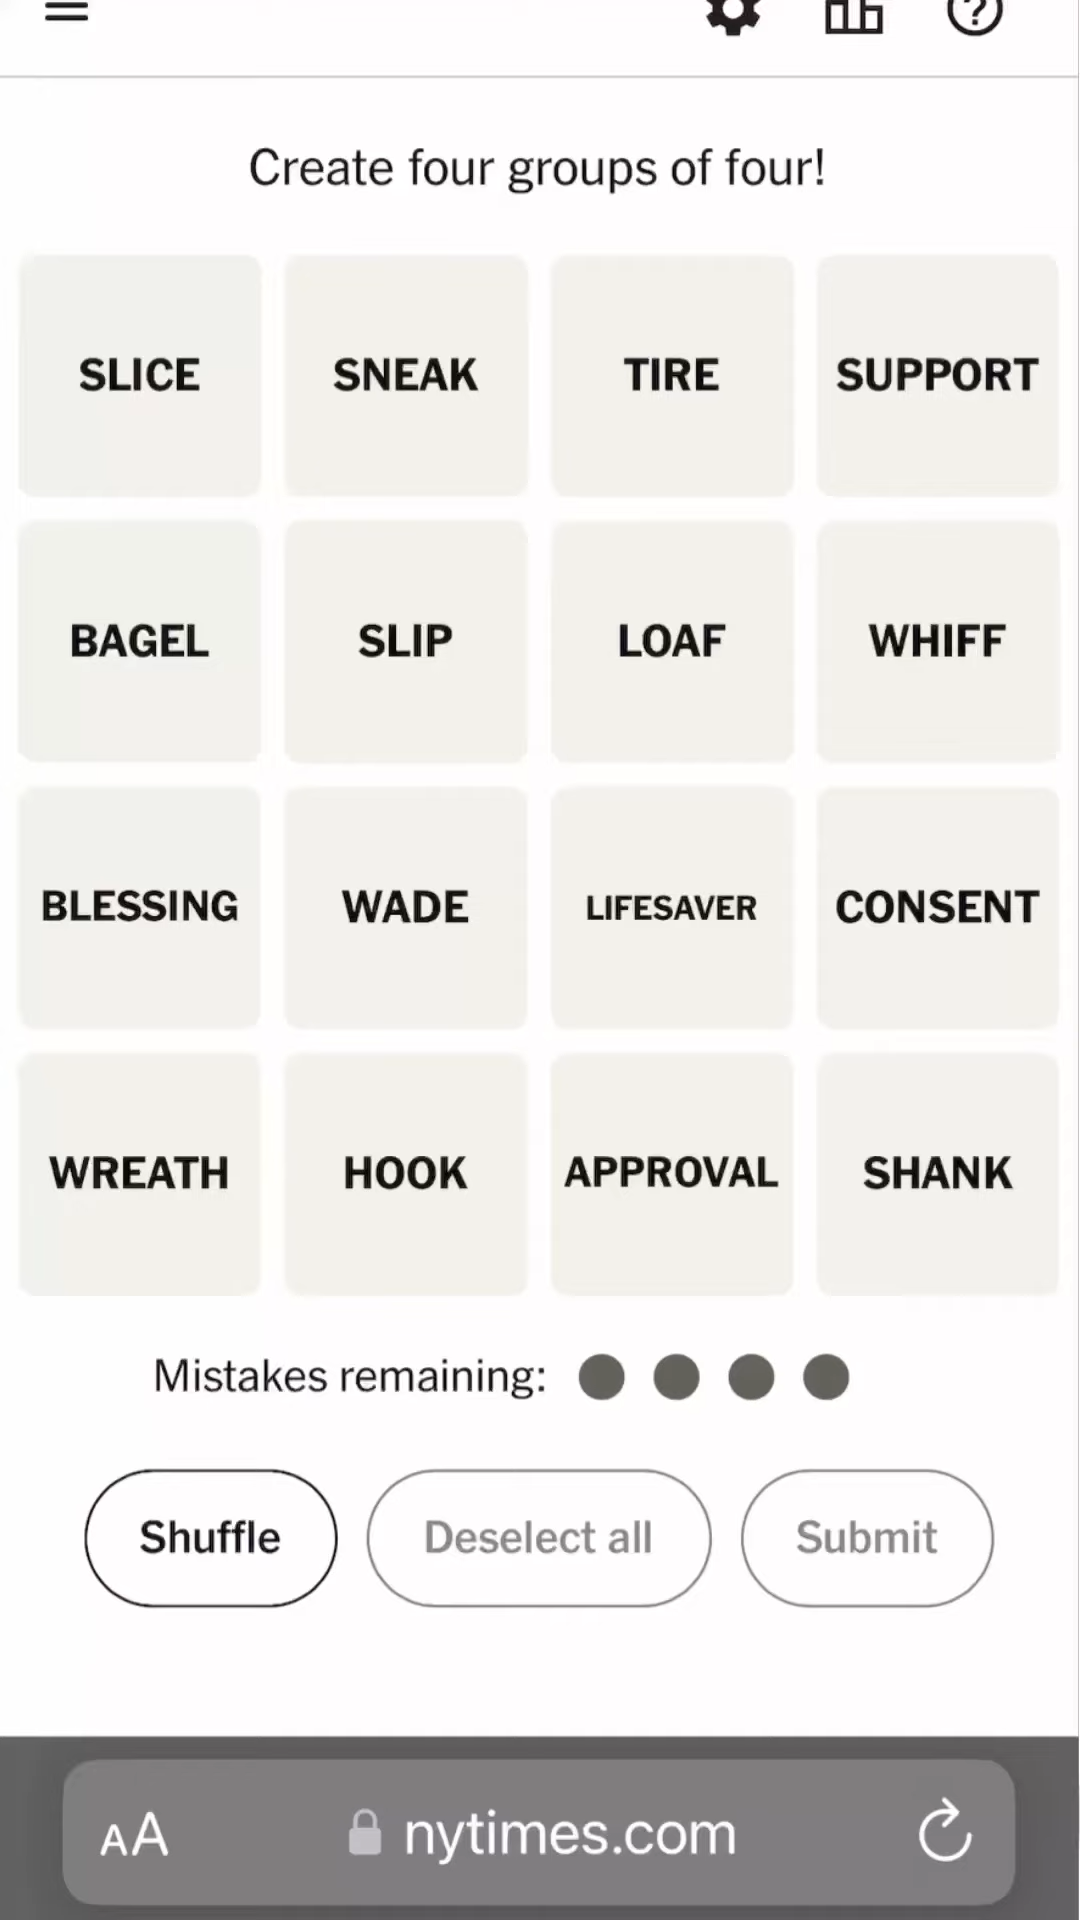 Create four groups of four!
SLICE SNEAK TIRE SUPPORT
BAGEL SLIP LOAF WHIFF
BLESSING WADE LIFESAVER CONSENT
WREATH HOOK APPROVAL SHANK
Mistakes remaining:
Shuffle Deselect all Submit
AA nytimes.com